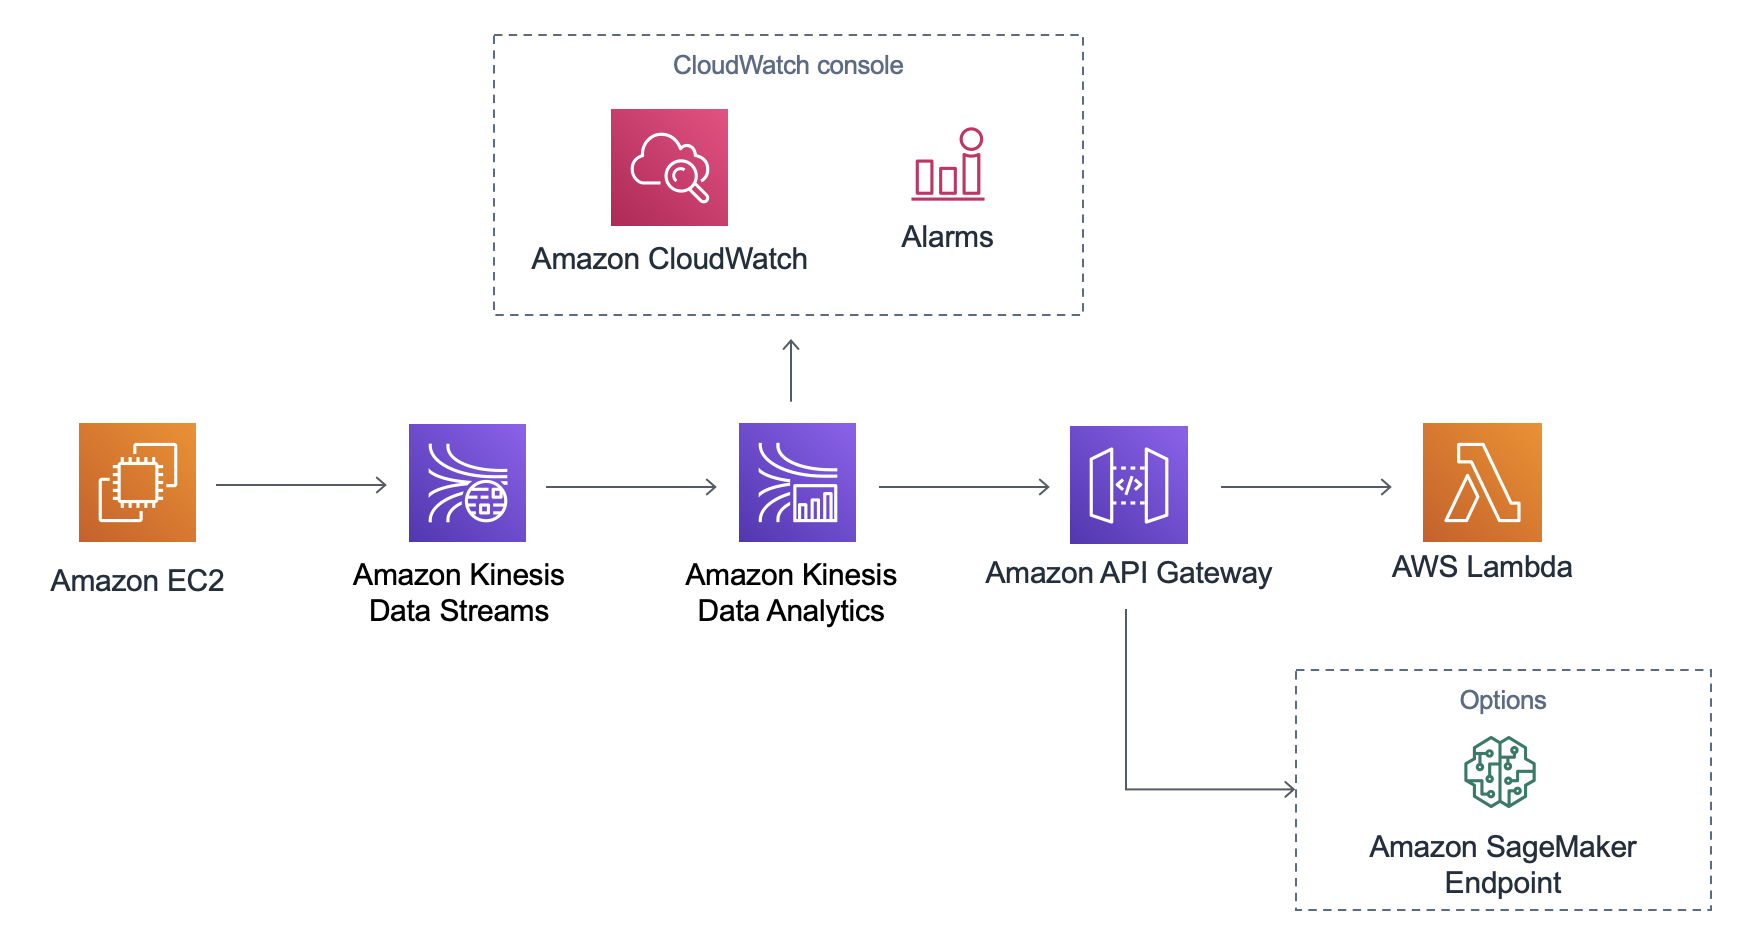 CloudWatch console
Amazon CloudWatch
Alarms
Amazon EC2
Amazon Kinesis
Data Streams
Amazon Kinesis
Data Analytics
Amazon API Gateway
AWS Lambda
Options
Amazon SageMaker
Endpoint